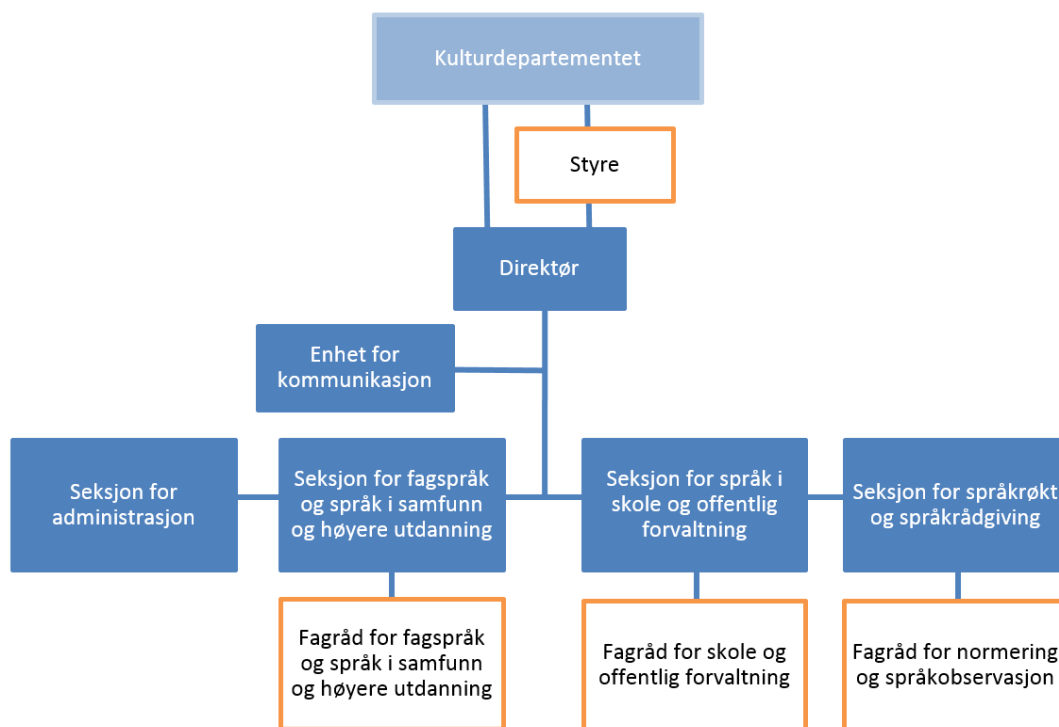 Kulturdepartementet
Styre
Direktør
Enhet for
kommunikasjon
Seksjon for
administrasjon
Seksjon for fagspråk
og språk i samfunn
og høyere utdanning
Seksjon for språk i
skole og offentlig
forvaltning
Seksjon for språkrøkt
og språkrådgiving
Fagråd for fagspråk
og språk i samfunn
og høyere utdanning
Fagråd for skole og
offentlig forvaltning
Fagråd for normering
og språkobservasjon